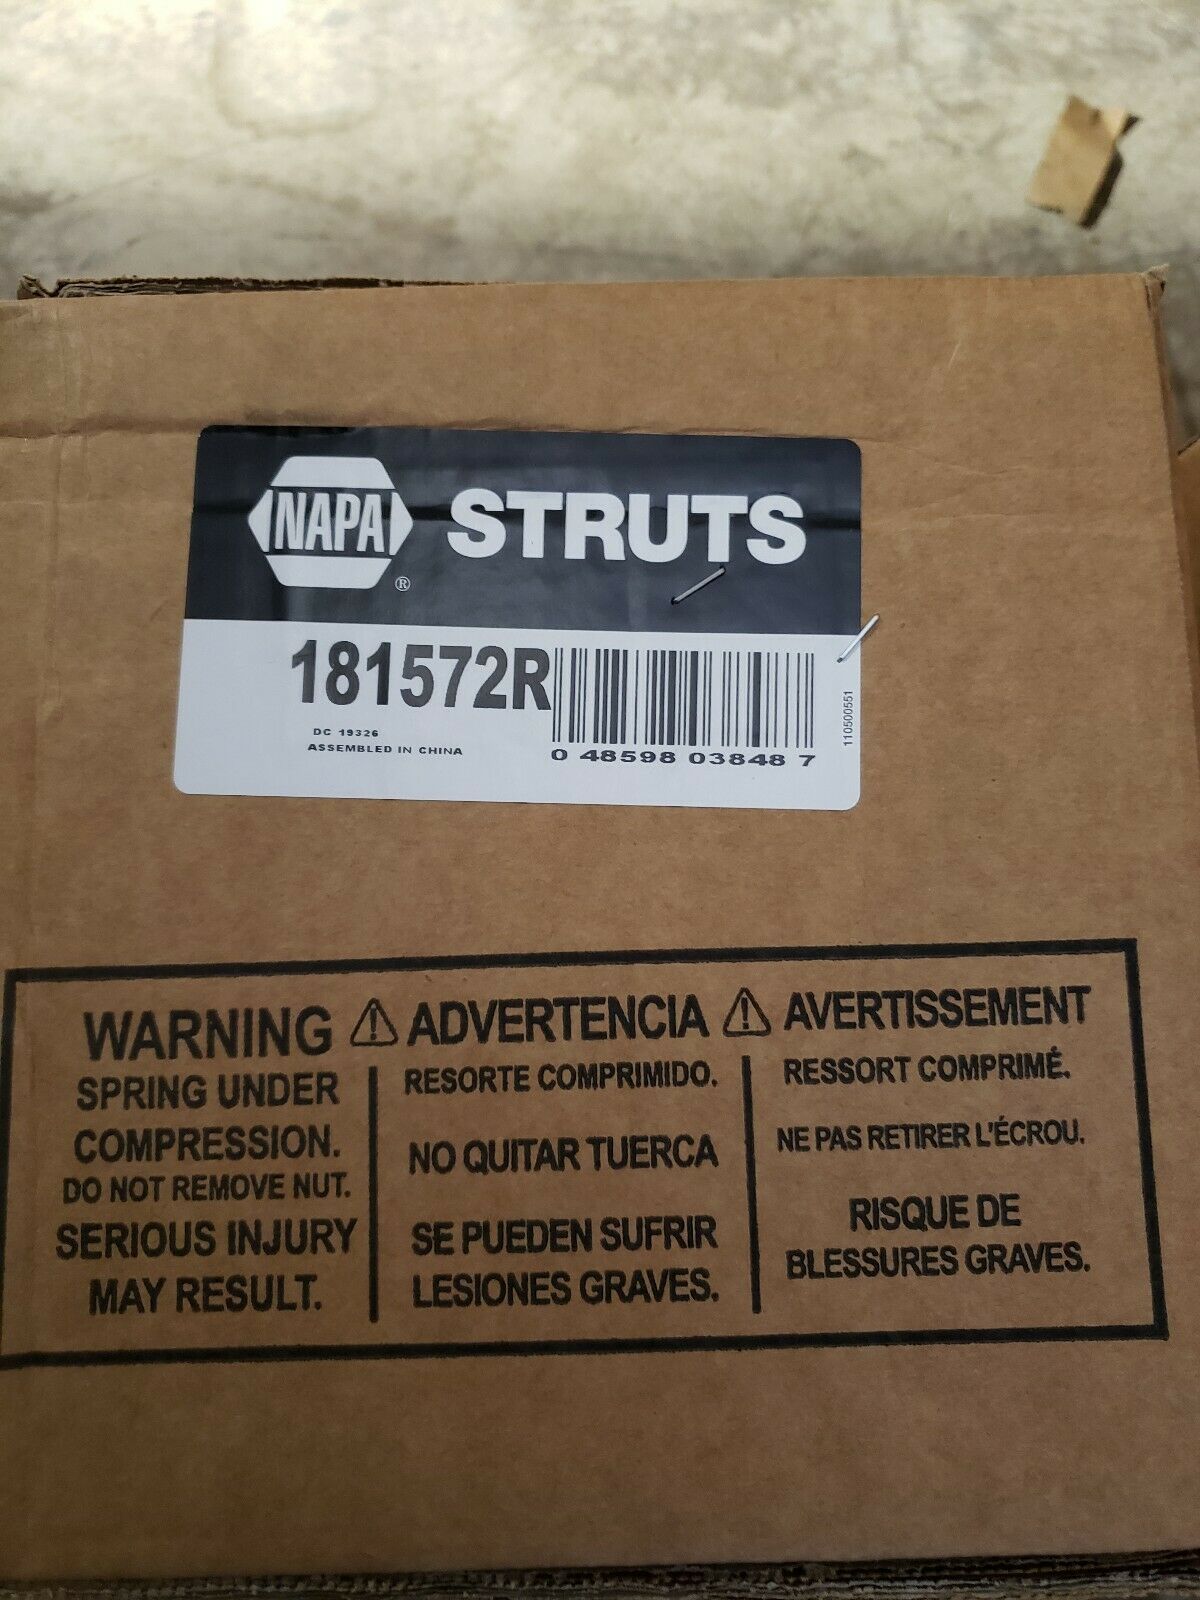 NAPA STRUTS
®
181572R
DC 19326
ASSEMBLED IN CHINA
0 48598 03848 7
110500551
WARNING
SPRING UNDER
COMPRESSION.
DO NOT REMOVE NUT.
SERIOUS INJURY
MAY RESULT.
ADVERTENCIA
RESORTE COMPRIMIDO.
NO QUITAR TUERCA
SE PUEDEN SUFRIR
LESIONES GRAVES.
AVERTISSEMENT
RESSORT COMPRIMÉ.
NE PAS RETIRER L'ÉCROU.
RISQUE DE
BLESSURES GRAVES.